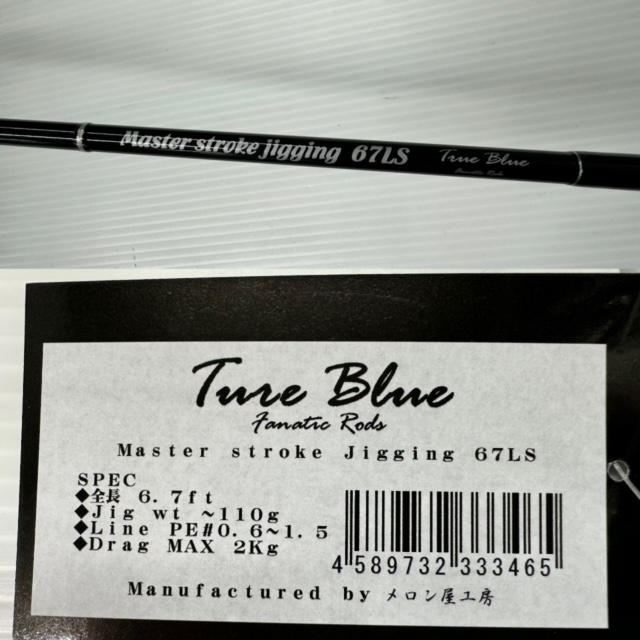 Master stroke jigging 67LS True Blue
Fanatic Rods
Ture Blue
Fanatic Rods
Master stroke Jigging 67LS
SPEC
◆全長 6.7ft
◆Jig wt ~110g
◆Line PE#0.6~1.5
◆Drag MAX 2Kg
4589732333465
Manufactured by メロン屋工房